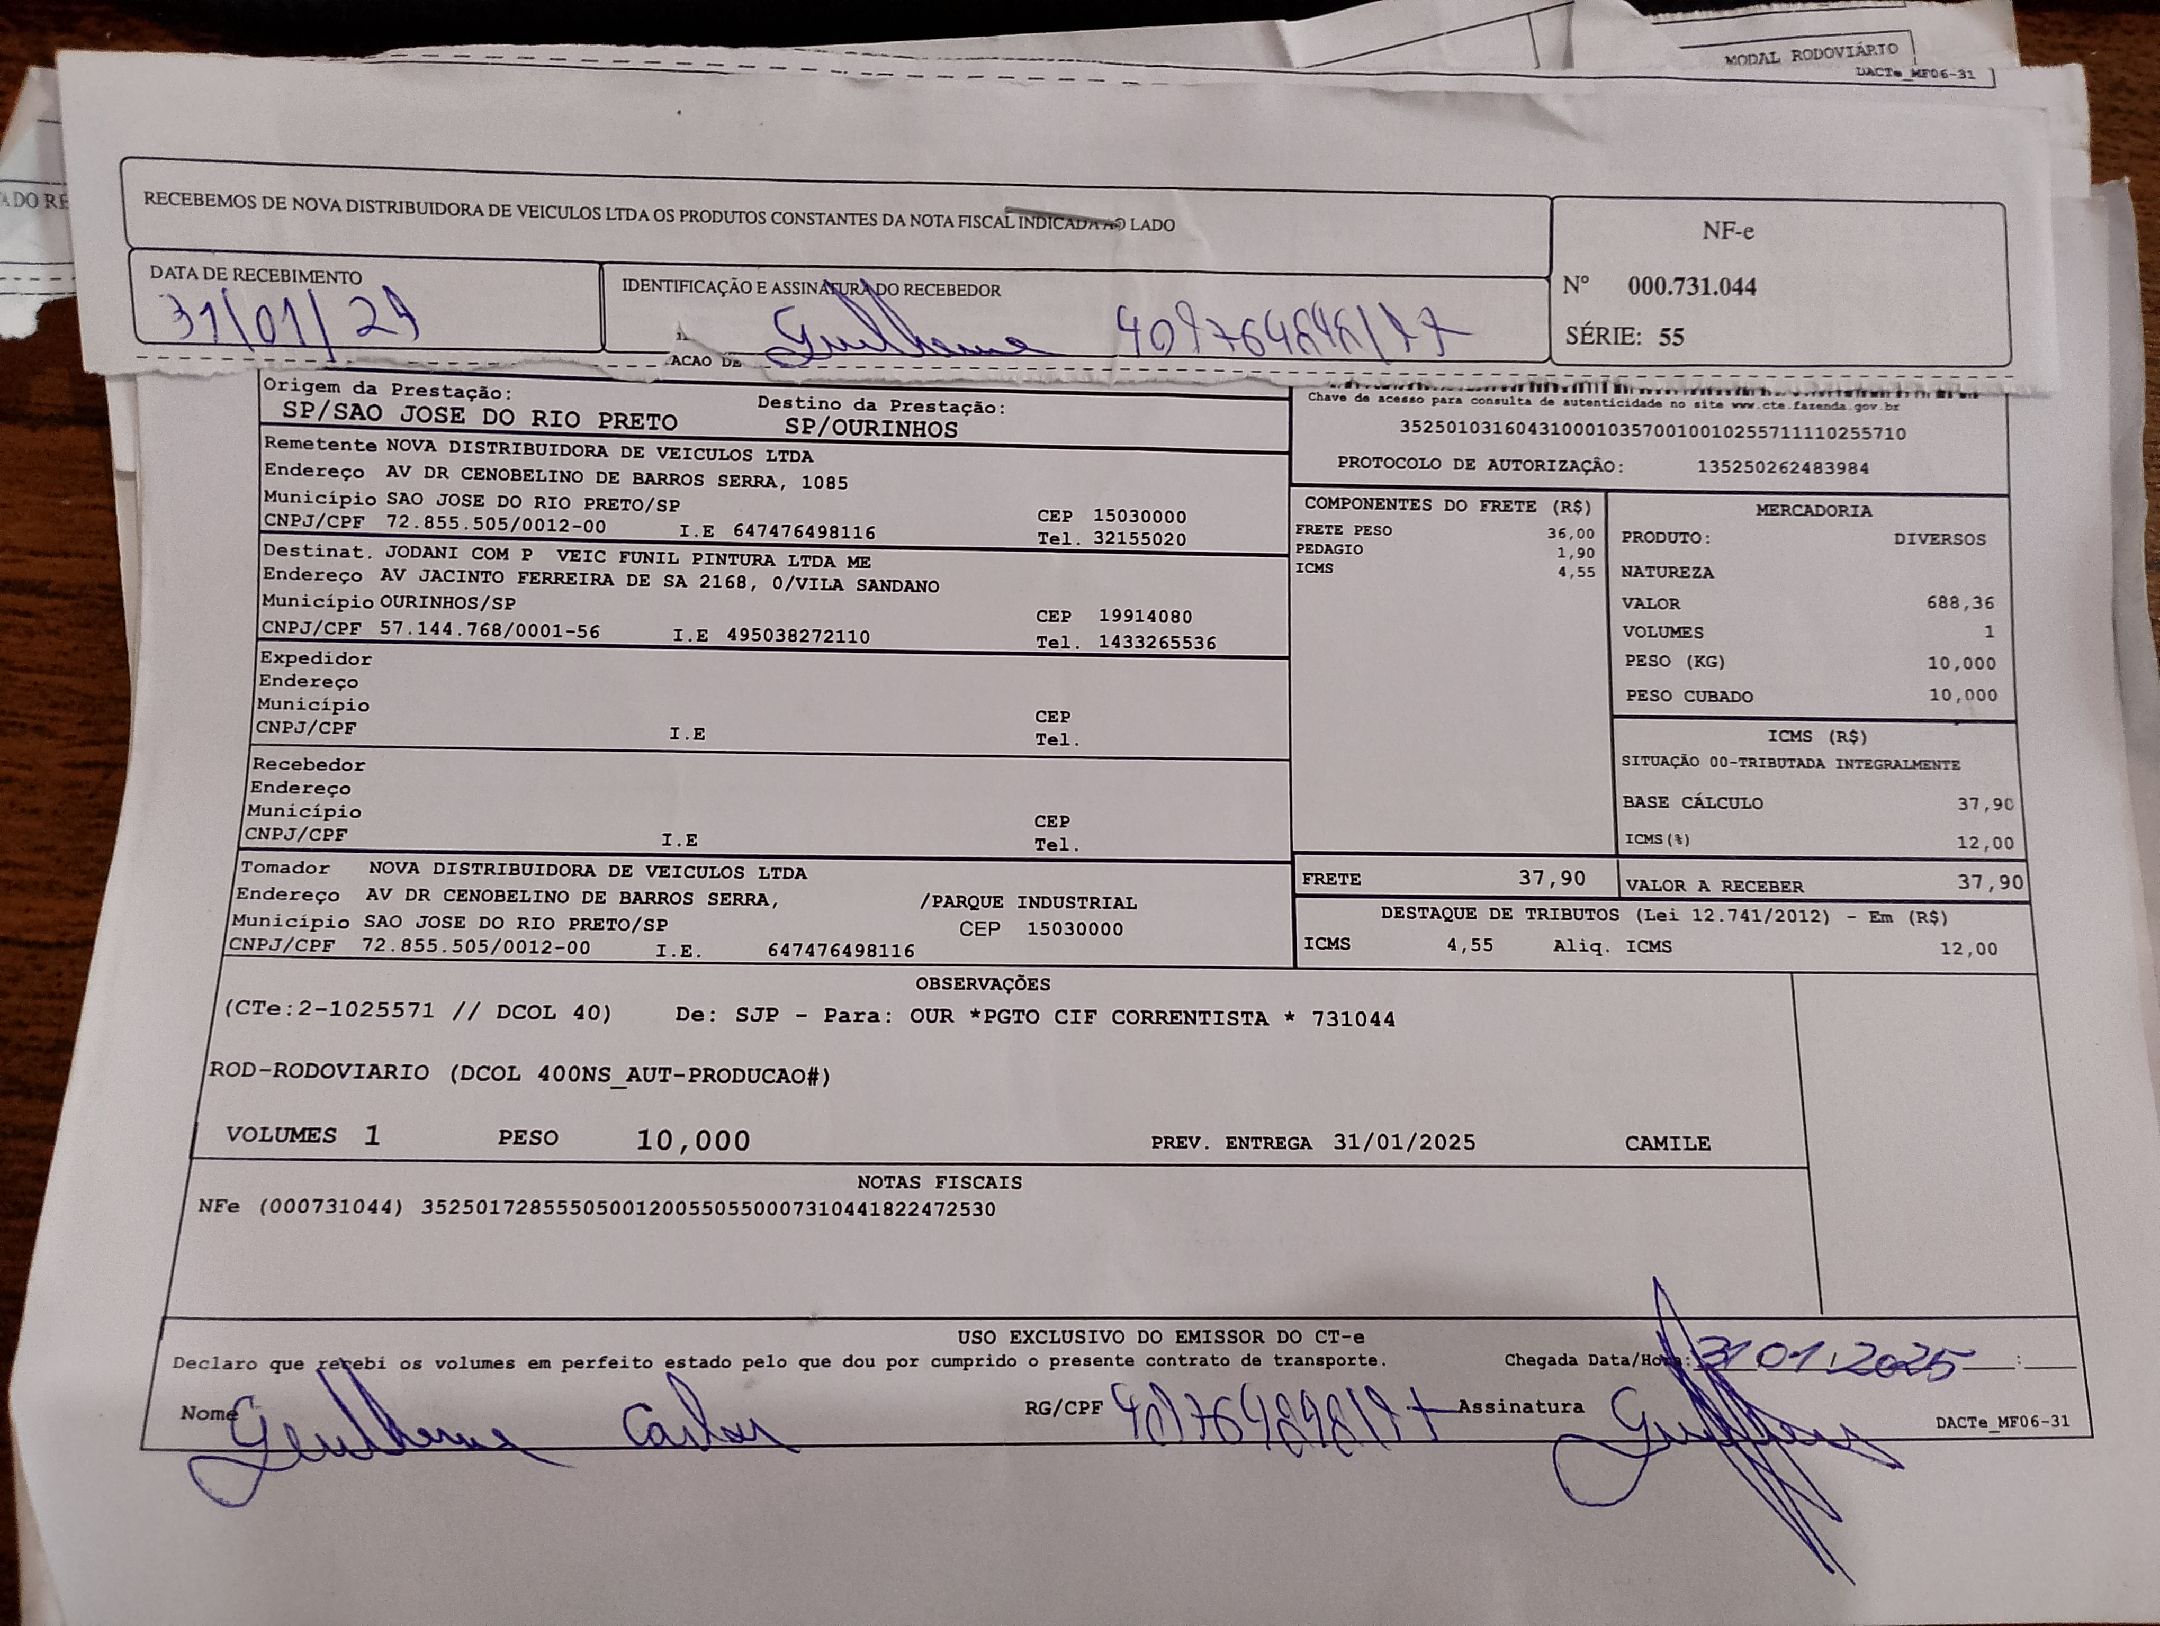 MODAL RODOVIÁRIO
DACTe_MF06-31
ADO RE
RECEBEMOS DE NOVA DISTRIBUIDORA DE VEICULOS LTDA OS PRODUTOS CONSTANTES DA NOTA FISCAL INDICADA AO LADO
NF-e
Nº 000.731.044
SÉRIE: 55
DATA DE RECEBIMENTO
31/01/25
IDENTIFICAÇÃO E ASSINATURA DO RECEBEDOR
Guilherme
ACAO DE
Origem da Prestação:
SP/SAO JOSE DO RIO PRETO
Destino da Prestação:
SP/OURINHOS
Chave de acesso para consulta de autenticidade no site www.cte.fazenda.gov.br
35250103160431000103570010010255711110255710
PROTOCOLO DE AUTORIZAÇÃO: 135250262483984
Remetente NOVA DISTRIBUIDORA DE VEICULOS LTDA
Endereço AV DR CENOBELINO DE BARROS SERRA, 1085
Município SAO JOSE DO RIO PRETO/SP CEP 15030000
CNPJ/CPF 72.855.505/0012-00 I.E 647476498116 Tel. 32155020
Destinat. JODANI COM P VEIC FUNIL PINTURA LTDA ME
Endereço AV JACINTO FERREIRA DE SA 2168, 0/VILA SANDANO
Município OURINHOS/SP CEP 19914080
CNPJ/CPF 57.144.768/0001-56 I.E 495038272110 Tel. 1433265536
Expedidor
Endereço
Município CEP
CNPJ/CPF I.E Tel.
Recebedor
Endereço
Município CEP
CNPJ/CPF I.E Tel.
Tomador NOVA DISTRIBUIDORA DE VEICULOS LTDA
Endereço AV DR CENOBELINO DE BARROS SERRA, /PARQUE INDUSTRIAL
Município SAO JOSE DO RIO PRETO/SP CEP 15030000
CNPJ/CPF 72.855.505/0012-00 I.E. 647476498116
COMPONENTES DO FRETE (R$)
FRETE PESO 36,00
PEDAGIO 1,90
ICMS 4,55
MERCADORIA
PRODUTO: DIVERSOS
NATUREZA
VALOR 688,36
VOLUMES 1
PESO (KG) 10,000
PESO CUBADO 10,000
ICMS (R$)
SITUAÇÃO 00-TRIBUTADA INTEGRALMENTE
BASE CÁLCULO 37,90
ICMS(%) 12,00
FRETE 37,90
VALOR A RECEBER 37,90
DESTAQUE DE TRIBUTOS (Lei 12.741/2012) - Em (R$)
ICMS 4,55 Aliq. ICMS 12,00
OBSERVAÇÕES
(CTe:2-1025571 // DCOL 40) De: SJP - Para: OUR *PGTO CIF CORRENTISTA * 731044
ROD-RODOVIARIO (DCOL 400NS_AUT-PRODUCAO#)
VOLUMES 1 PESO 10,000 PREV. ENTREGA 31/01/2025 CAMILE
NOTAS FISCAIS
NFe (000731044) 35250172855505001200550550007310441822472530
USO EXCLUSIVO DO EMISSOR DO CT-e
Declaro que recebi os volumes em perfeito estado pelo que dou por cumprido o presente contrato de transporte. Chegada Data/Hora: 31 01.2025 :
Nome Guilherme Carlos RG/CPF Assinatura Guilherme
DACTe_MF06-31